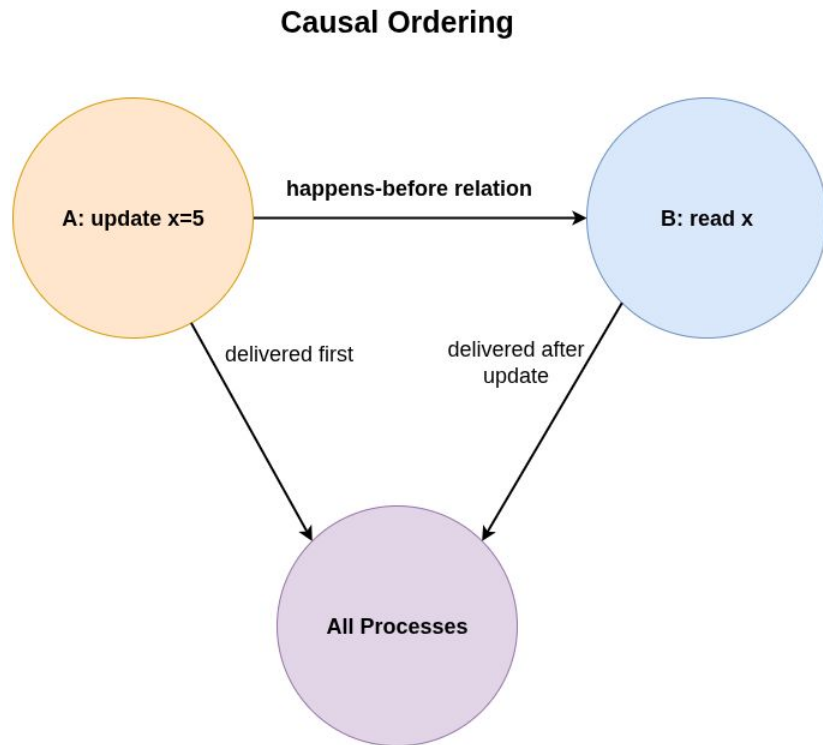 Causal Ordering
happens-before relation
A: update x=5
B: read x
delivered first
delivered after
update
All Processes